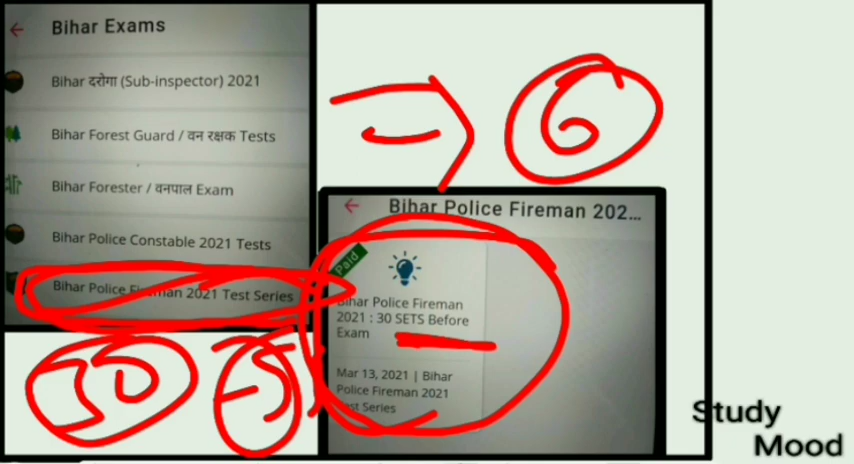 Bihar Exams
Bihar दरोगा (Sub-inspector) 2021
Bihar Forest Guard / वन रक्षक Tests
Bihar Forester / वनपाल Exam
Bihar Police Constable 2021 Tests
Bihar Police Fireman 2021 Test Series
6
Bihar Police Fireman 202...
Paid
Bihar Police Fireman
2021 : 30 SETS Before
Exam
Mar 13, 2021 | Bihar
Police Fireman 2021
Test Series
30
Study
Mood